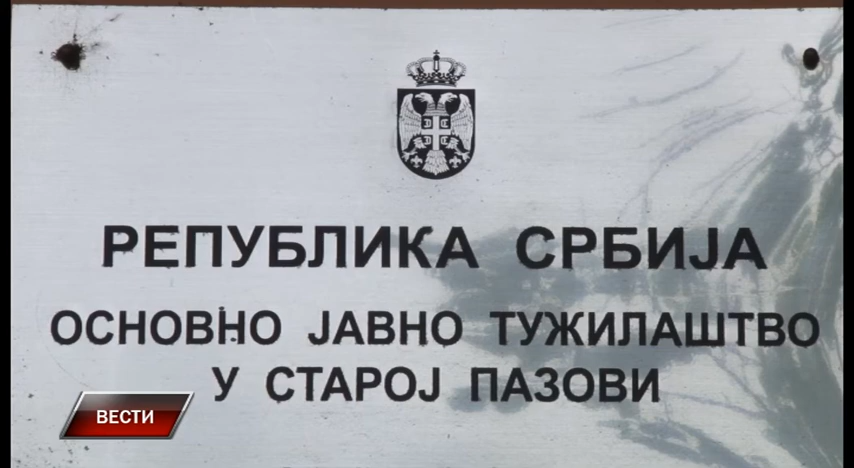 РЕПУБЛИКА СРБИЈА
ОСНОВНО ЈАВНО ТУЖИЛАШТВО
У СТАРОЈ ПАЗОВИ
ВЕСТИ